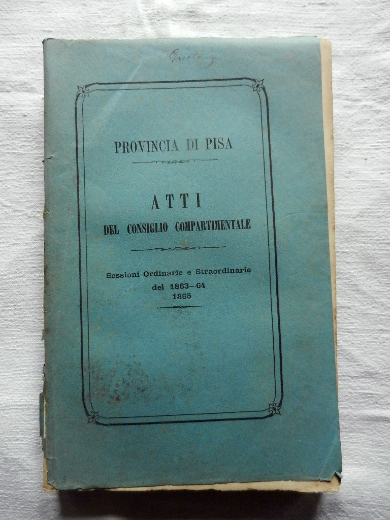 PROVINCIA DI PISA
ATTI
DEL CONSIGLIO COMPARTIMENTALE
Sessioni Ordinarie e Straordinarie
del 1863-64
1865